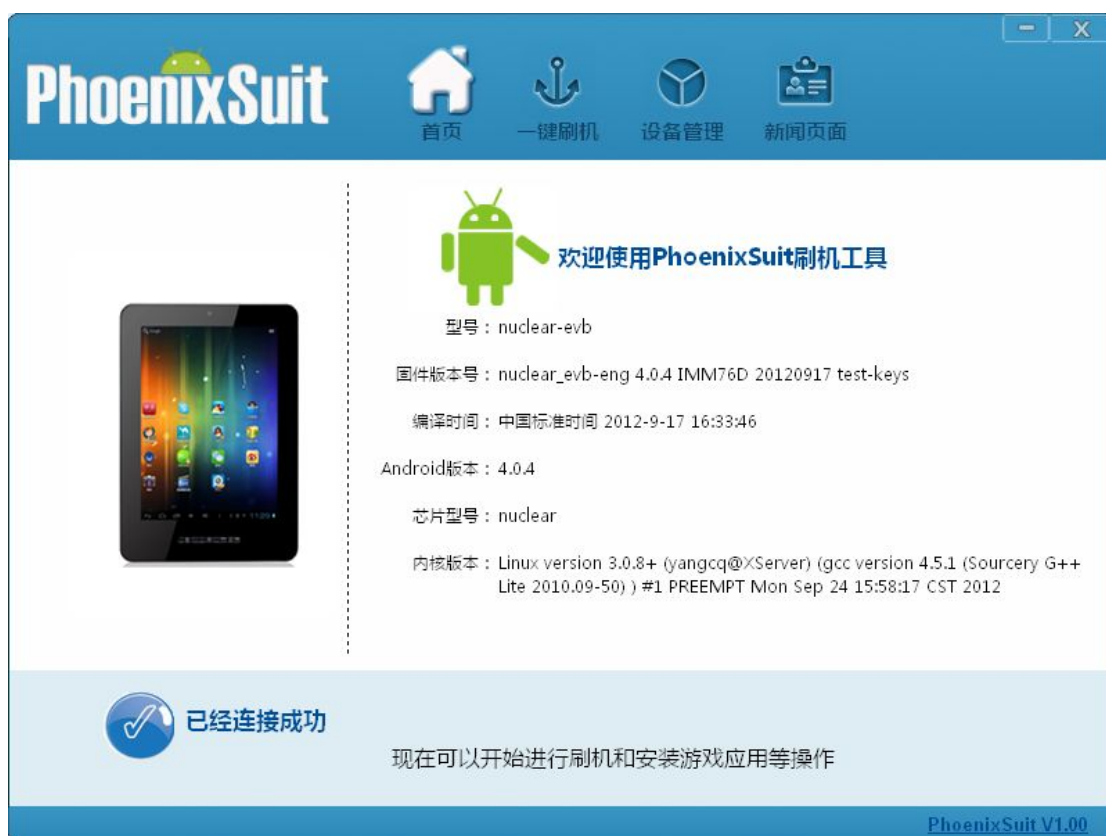 PhoenixSuit
首页
一键刷机
设备管理
新闻页面
欢迎使用PhoenixSuit刷机工具
型号： nuclear-evb
固件版本号： nuclear_evb-eng 4.0.4 IMM76D 20120917 test-keys
编译时间： 中国标准时间 2012-9-17 16:33:46
Android版本： 4.0.4
芯片型号： nuclear
内核版本： Linux version 3.0.8+ (yangcq@XServer) (gcc version 4.5.1 (Sourcery G++
Lite 2010.09-50) ) #1 PREEMPT Mon Sep 24 15:58:17 CST 2012
已经连接成功
现在可以开始进行刷机和安装游戏应用等操作
PhoenixSuit V1.00